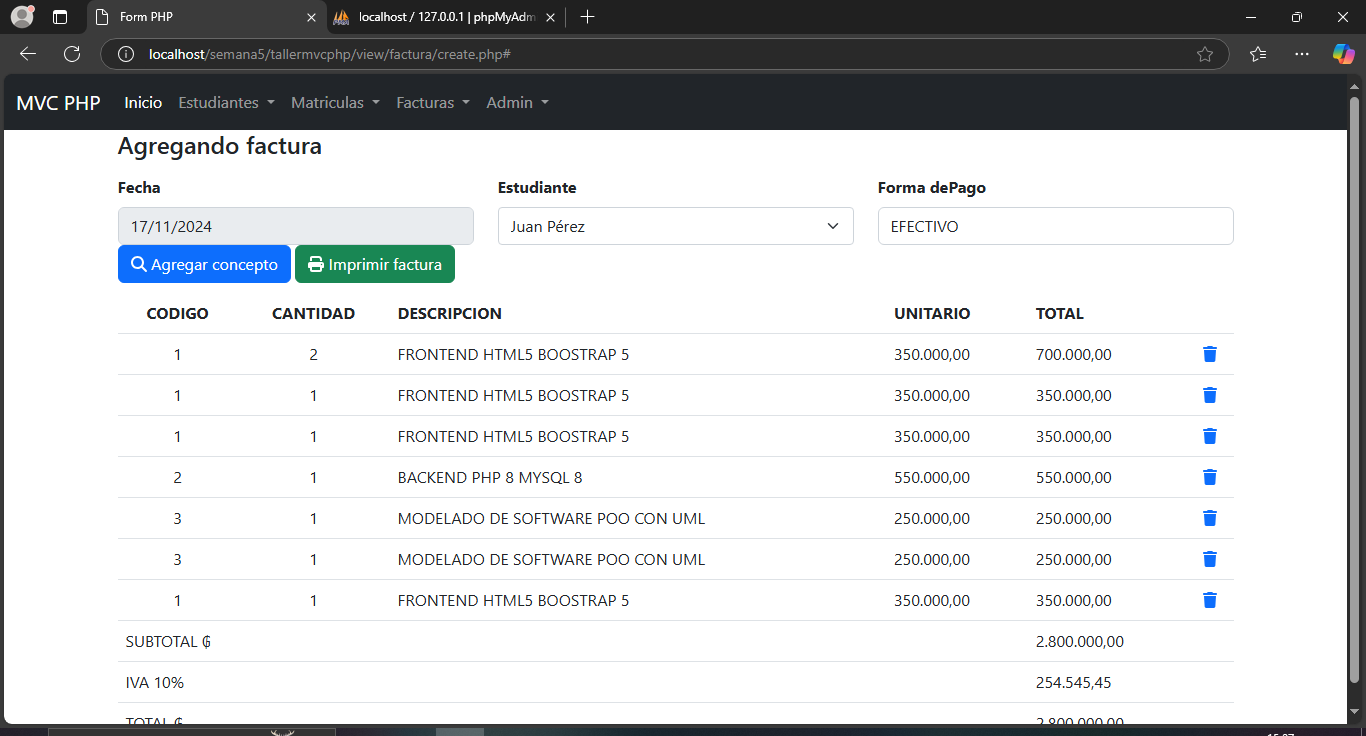 Form PHP
localhost / 127.0.0.1 | phpMyAdm
localhost/semana5/tallermvcphp/view/factura/create.php#
MVC PHP Inicio Estudiantes Matriculas Facturas Admin
Agregando factura
Fecha Estudiante Forma dePago
17/11/2024 Juan Pérez EFECTIVO
Agregar concepto Imprimir factura
CODIGO CANTIDAD DESCRIPCION UNITARIO TOTAL
1 2 FRONTEND HTML5 BOOSTRAP 5 350.000,00 700.000,00
1 1 FRONTEND HTML5 BOOSTRAP 5 350.000,00 350.000,00
1 1 FRONTEND HTML5 BOOSTRAP 5 350.000,00 350.000,00
2 1 BACKEND PHP 8 MYSQL 8 550.000,00 550.000,00
3 1 MODELADO DE SOFTWARE POO CON UML 250.000,00 250.000,00
3 1 MODELADO DE SOFTWARE POO CON UML 250.000,00 250.000,00
1 1 FRONTEND HTML5 BOOSTRAP 5 350.000,00 350.000,00
SUBTOTAL ₲ 2.800.000,00
IVA 10% 254.545,45
TOTAL ₲ 2.800.000,00